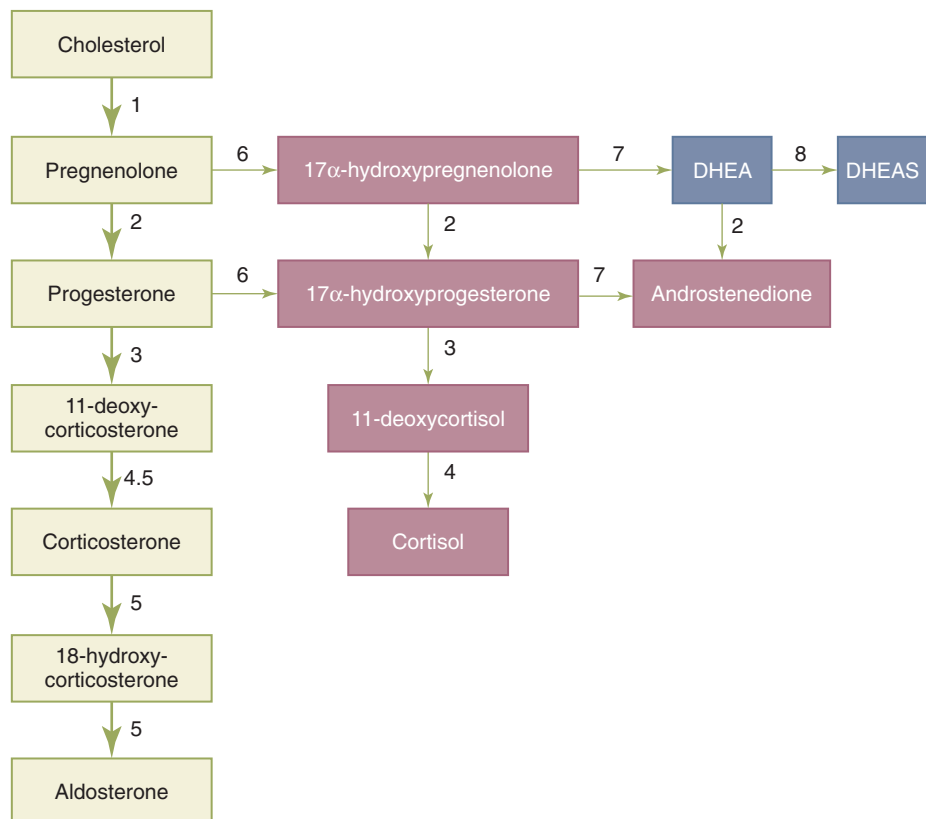 Cholesterol
1
Pregnenolone
6
17α-hydroxypregnenolone
7
DHEA
8
DHEAS
2
2
2
Progesterone
6
17α-hydroxyprogesterone
7
Androstenedione
3
3
11-deoxy-
corticosterone
11-deoxycortisol
4.5
4
Corticosterone
Cortisol
5
18-hydroxy-
corticosterone
5
Aldosterone